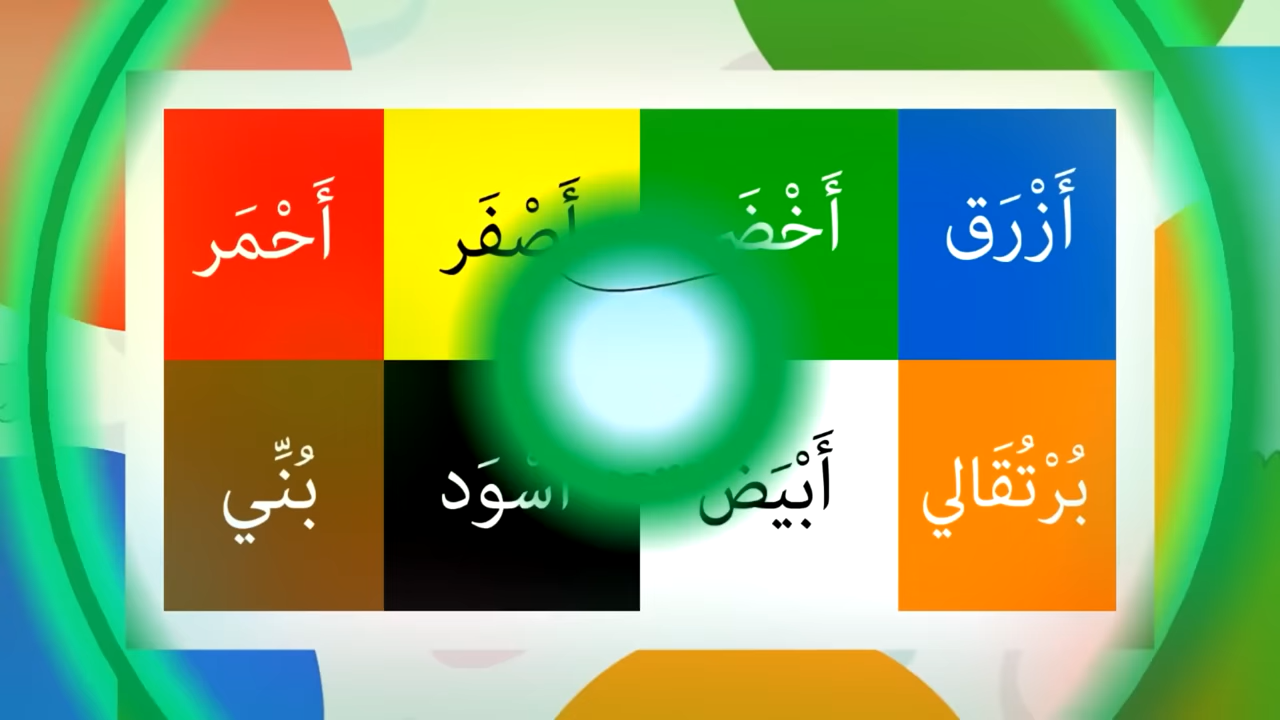 أَزْرَق
أَصْفَر
أَحْمَر
بُرْتُقَالي
أَبْيَض
بُنِّي